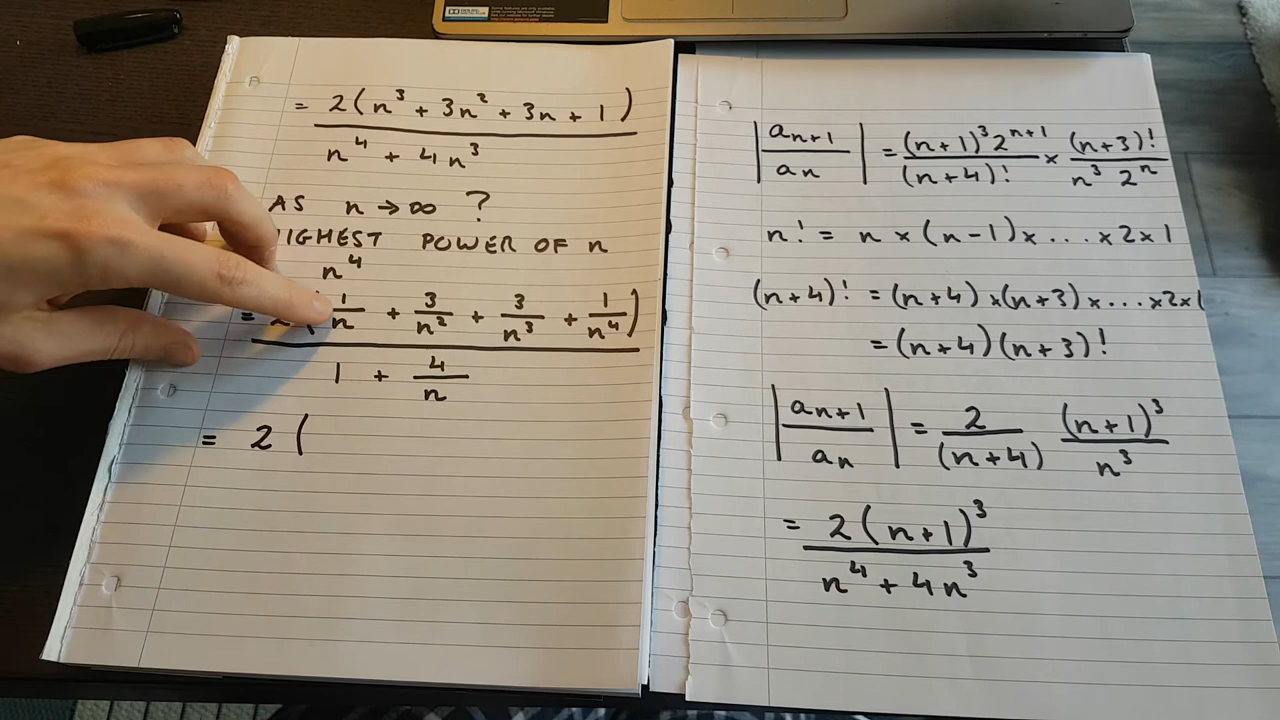 = 2(n³ + 3n² + 3n + 1) / n⁴ + 4n³
AS n → ∞ ?
HIGHEST POWER OF n
n⁴
= 2(1/n + 3/n² + 3/n³ + 1/n⁴) / 1 + 4/n
= 2 (
|aₙ₊₁ / aₙ| = (n+1)³ 2ⁿ⁺¹ / (n+4)! × (n+3)! / n³ 2ⁿ
n! = n × (n-1) × ... × 2 × 1
(n+4)! = (n+4) × (n+3) × ... × 2 × 1
= (n+4)(n+3)!
|aₙ₊₁ / aₙ| = 2 / (n+4) (n+1)³ / n³
= 2(n+1)³ / n⁴ + 4n³